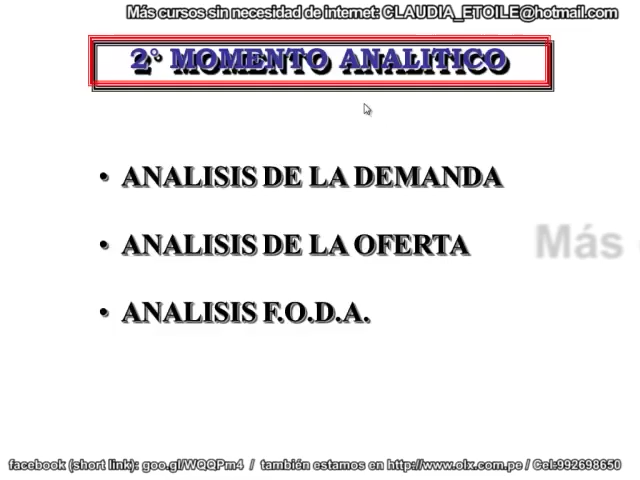 Más cursos sin necesidad de internet: CLAUDIA_ETOILE@hotmail.com
2° MOMENTO ANALITICO
• ANALISIS DE LA DEMANDA
• ANALISIS DE LA OFERTA
Más
• ANALISIS F.O.D.A.
facebook (short link): goo.gl/WQQPm4 / también estamos en http://www.olx.com.pe / Cel:992698650